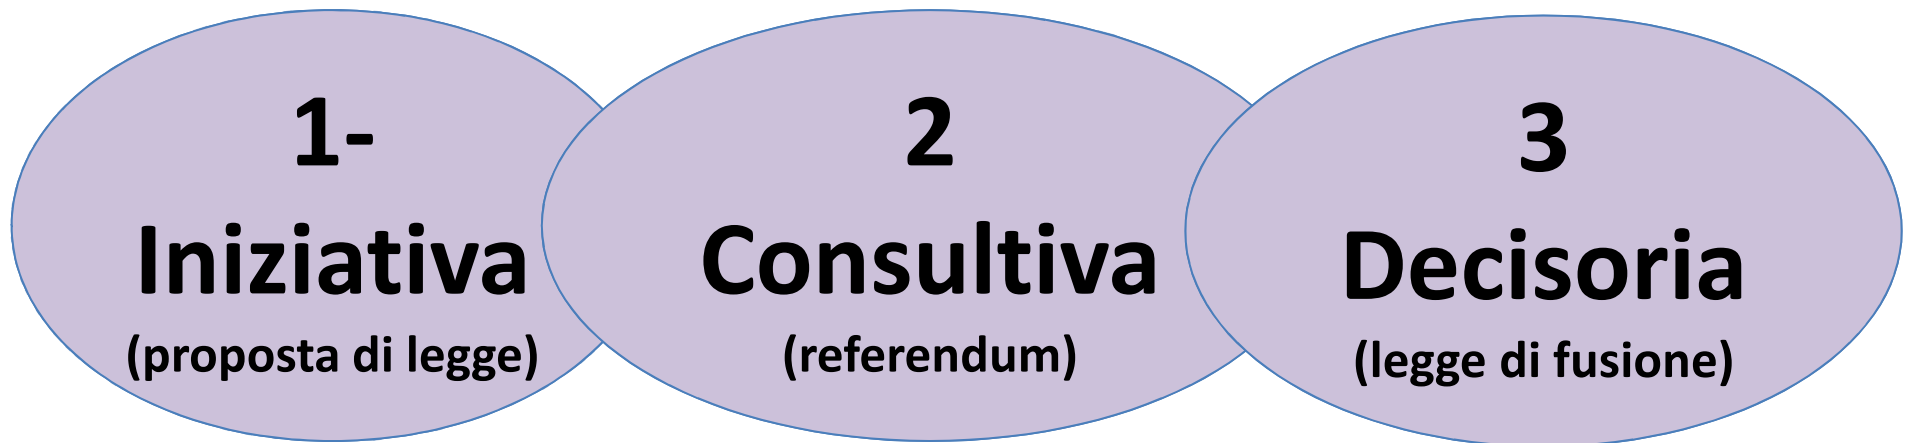 1-
Iniziativa
(proposta di legge)
2
Consultiva
(referendum)
3
Decisoria
(legge di fusione)